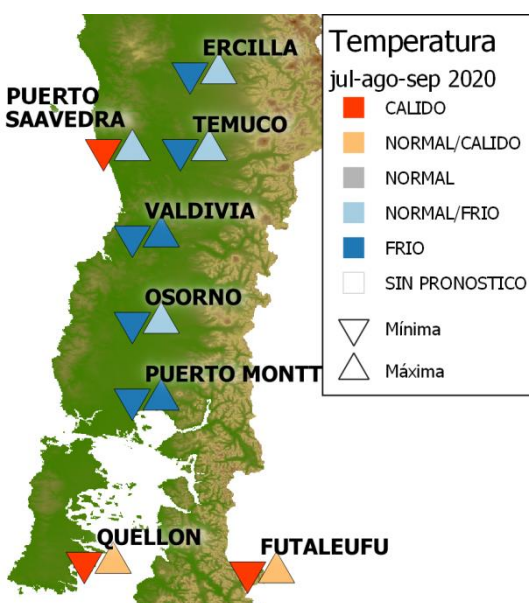 ERCILLA
PUERTO
SAAVEDRA
TEMUCO
VALDIVIA
OSORNO
PUERTO MONTT
QUELLON
FUTALEUFU
Temperatura
jul-ago-sep 2020
CALIDO
NORMAL/CALIDO
NORMAL
NORMAL/FRIO
FRIO
SIN PRONOSTICO
Mínima
Máxima